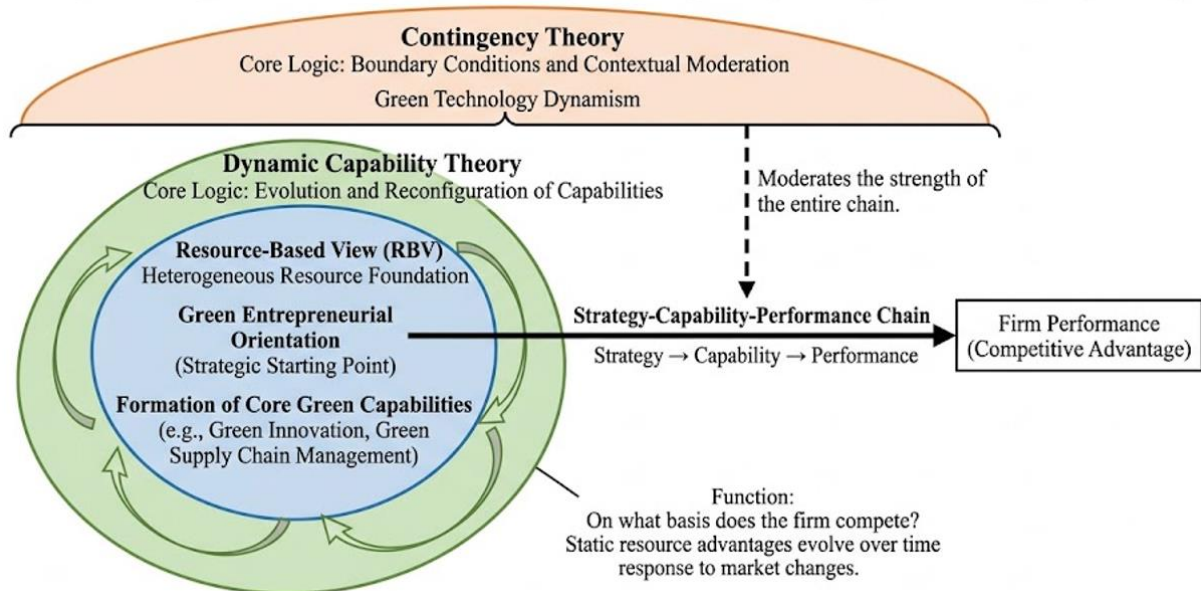 Contingency Theory
Core Logic: Boundary Conditions and Contextual Moderation
Green Technology Dynamism
Dynamic Capability Theory
Core Logic: Evolution and Reconfiguration of Capabilities
Moderates the strength of
the entire chain.
Resource-Based View (RBV)
Heterogeneous Resource Foundation
Green Entrepreneurial
Orientation
(Strategic Starting Point)
Strategy-Capability-Performance Chain
Strategy → Capability → Performance
Firm Performance
(Competitive Advantage)
Formation of Core Green Capabilities
(e.g., Green Innovation, Green
Supply Chain Management)
Function:
On what basis does the firm compete?
Static resource advantages evolve over time
response to market changes.